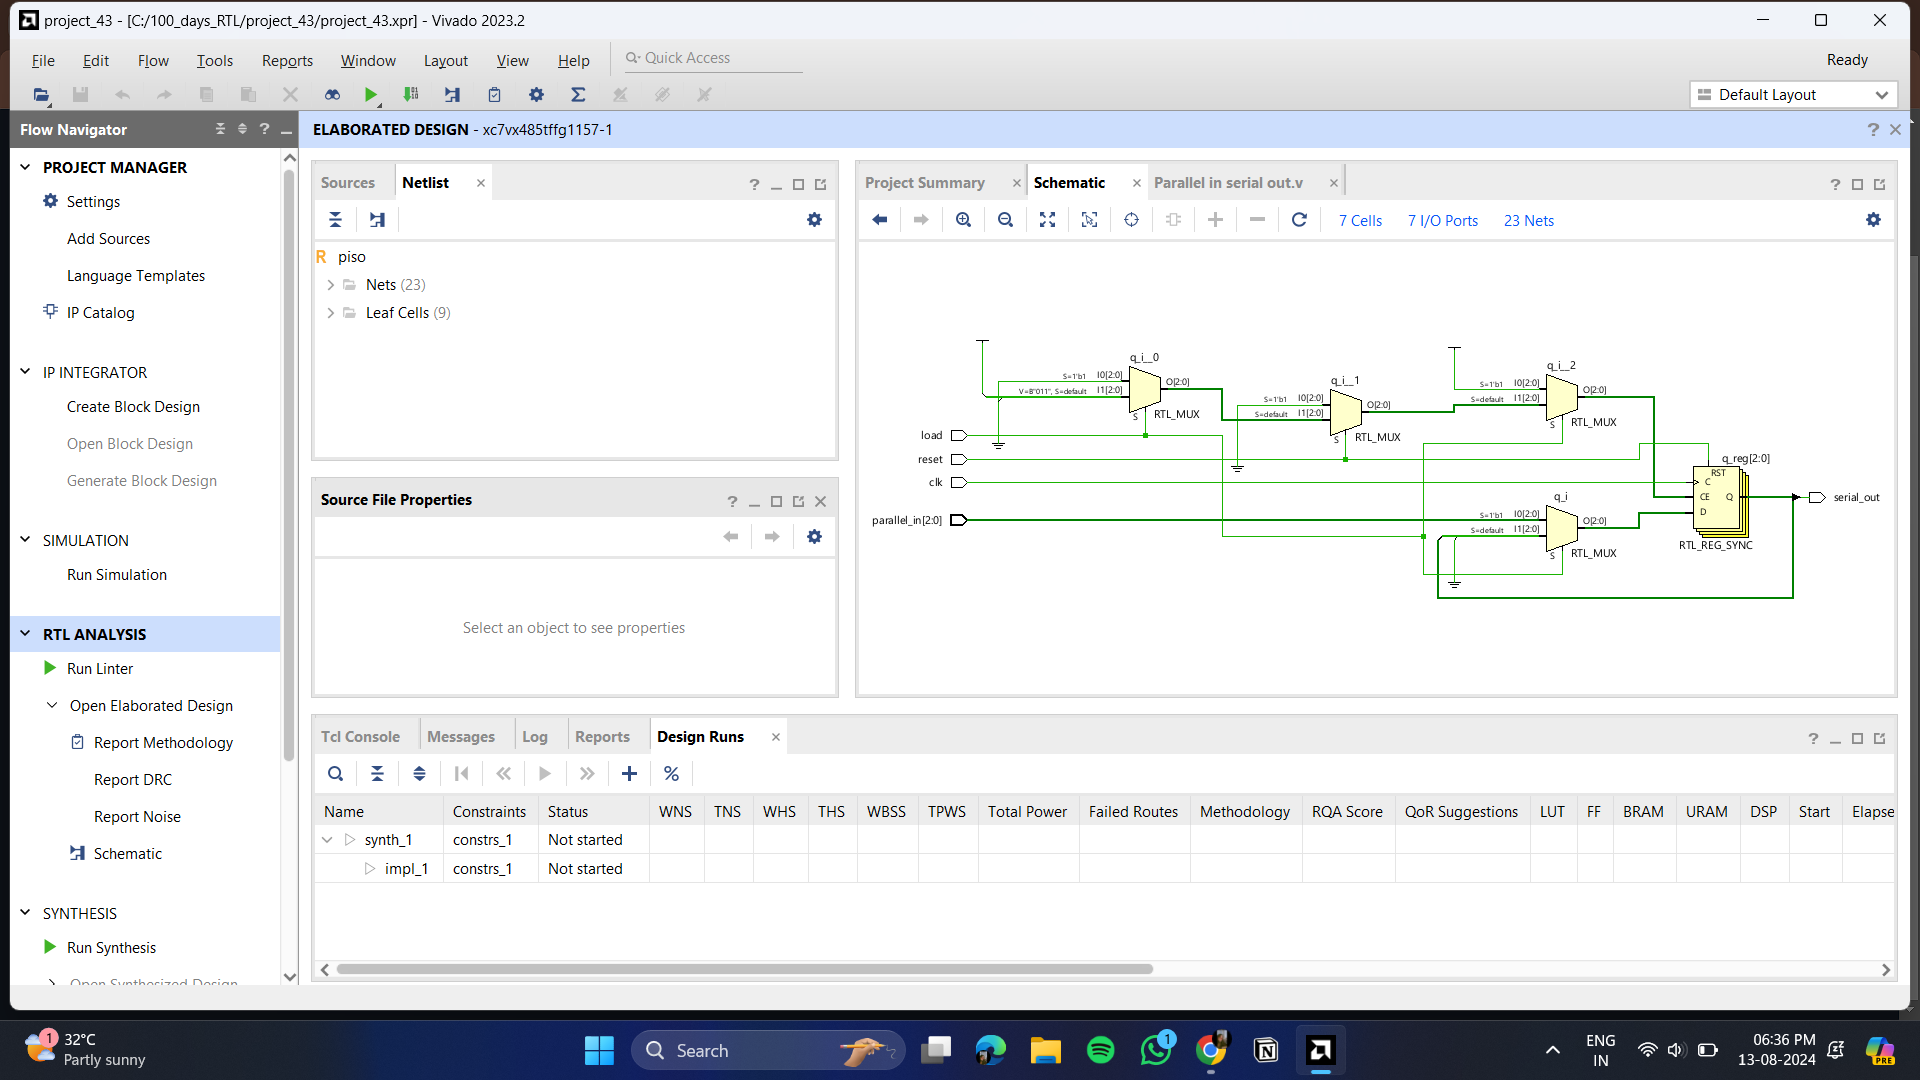 project_43 - [C:/100_days_RTL/project_43/project_43.xpr] - Vivado 2023.2
File Edit Flow Tools Reports Window Layout View Help Quick Access Ready
Default Layout
Flow Navigator
PROJECT MANAGER
Settings
Add Sources
Language Templates
IP Catalog
IP INTEGRATOR
Create Block Design
Open Block Design
Generate Block Design
SIMULATION
Run Simulation
RTL ANALYSIS
Run Linter
Open Elaborated Design
Report Methodology
Report DRC
Report Noise
Schematic
SYNTHESIS
Run Synthesis
Open Synthesized Design
ELABORATED DESIGN - xc7vx485tffg1157-1
Sources Netlist
piso
Nets (23)
Leaf Cells (9)
Source File Properties
Select an object to see properties
Project Summary Schematic Parallel in serial out.v
7 Cells 7 I/O Ports 23 Nets
q_i__0
S=1'b1 I0[2:0]
V=B"011", S=default I1[2:0]
O[2:0]
S
RTL_MUX
q_i__1
S=1'b1 I0[2:0]
S=default I1[2:0]
O[2:0]
S
RTL_MUX
q_i__2
S=1'b1 I0[2:0]
S=default I1[2:0]
O[2:0]
S
RTL_MUX
load
reset
clk
parallel_in[2:0]
q_i
S=1'b1 I0[2:0]
S=default I1[2:0]
O[2:0]
S
RTL_MUX
q_reg[2:0]
RST
C
CE Q
D
RTL_REG_SYNC
serial_out
Tcl Console Messages Log Reports Design Runs
Name Constraints Status WNS TNS WHS THS WBSS TPWS Total Power Failed Routes Methodology RQA Score QoR Suggestions LUT FF BRAM URAM DSP Start Elapse
synth_1 constrs_1 Not started
impl_1 constrs_1 Not started
1
32°C
Partly sunny
Search
1
ENG
IN
06:36 PM
13-08-2024
PRE